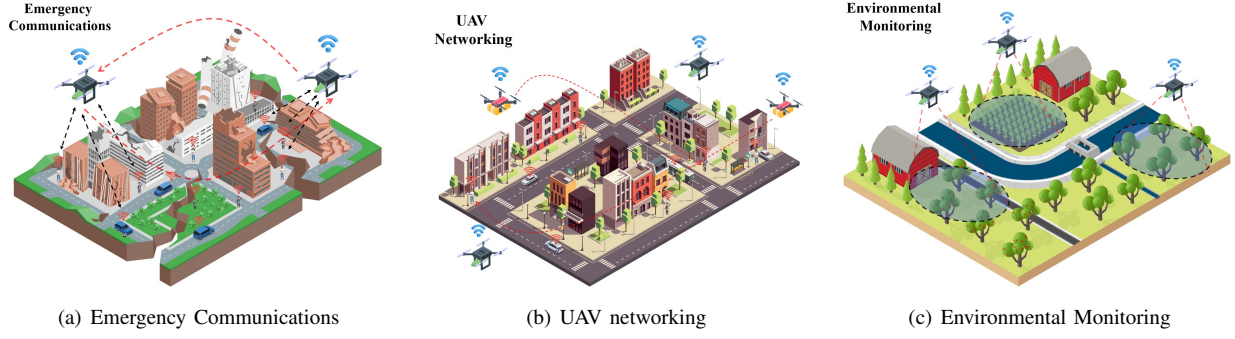 Emergency
Communications
UAV
Networking
Environmental
Monitoring
(a) Emergency Communications
(b) UAV networking
(c) Environmental Monitoring